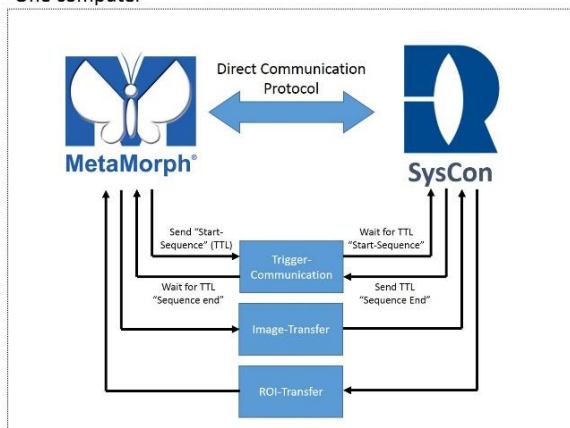 One computer
Direct Communication
Protocol
MetaMorph®
SysCon
Send "Start-
Sequence" (TTL)
Wait for TTL
"Start-Sequence"
Trigger-
Communication
Wait for TTL
"Sequence end"
Send TTL
"Sequence End"
Image-Transfer
ROI-Transfer